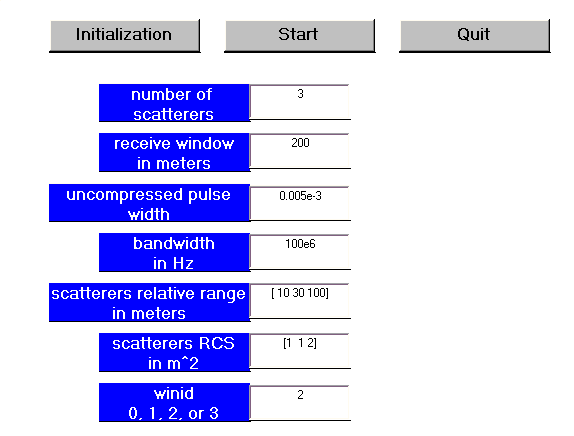 Initialization Start Quit
number of
scatterers
3
receive window
in meters
200
uncompressed pulse
width
0.005e-3
bandwidth
in Hz
100e6
scatterers relative range
in meters
[ 10 30 100]
scatterers RCS
in m^2
[1 1 2]
winid
0, 1, 2, or 3
2